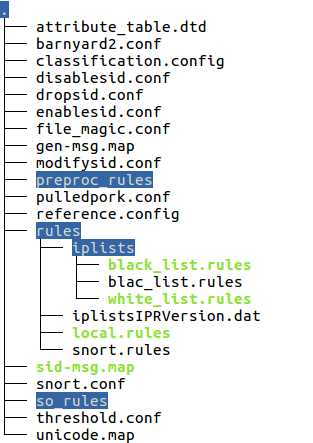 .
attribute_table.dtd
barnyard2.conf
classification.config
disablesid.conf
dropsid.conf
enablesid.conf
file_magic.conf
gen-msg.map
modifysid.conf
preproc_rules
pulledpork.conf
reference.config
rules
iplists
black_list.rules
blac_list.rules
white_list.rules
iplistsIPRVersion.dat
local.rules
snort.rules
sid-msg.map
snort.conf
so_rules
threshold.conf
unicode.map